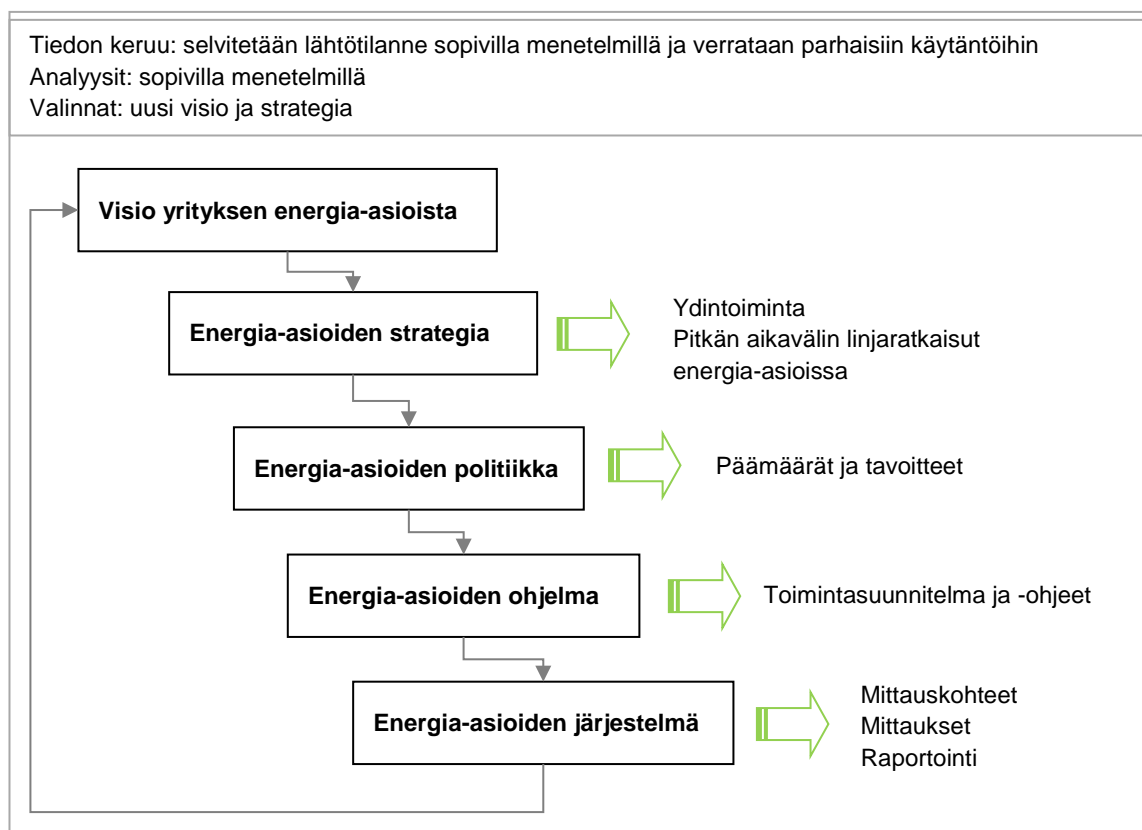 Tiedon keruu: selvitetään lähtötilanne sopivilla menetelmillä ja verrataan parhaisiin käytäntöihin
Analyysit: sopivilla menetelmillä
Valinnat: uusi visio ja strategia
Visio yrityksen energia-asioista
Energia-asioiden strategia
Ydintoiminta
Pitkän aikavälin linjaratkaisut
energia-asioissa
Energia-asioiden politiikka
Päämäärät ja tavoitteet
Energia-asioiden ohjelma
Toimintasuunnitelma ja -ohjeet
Energia-asioiden järjestelmä
Mittauskohteet
Mittaukset
Raportointi